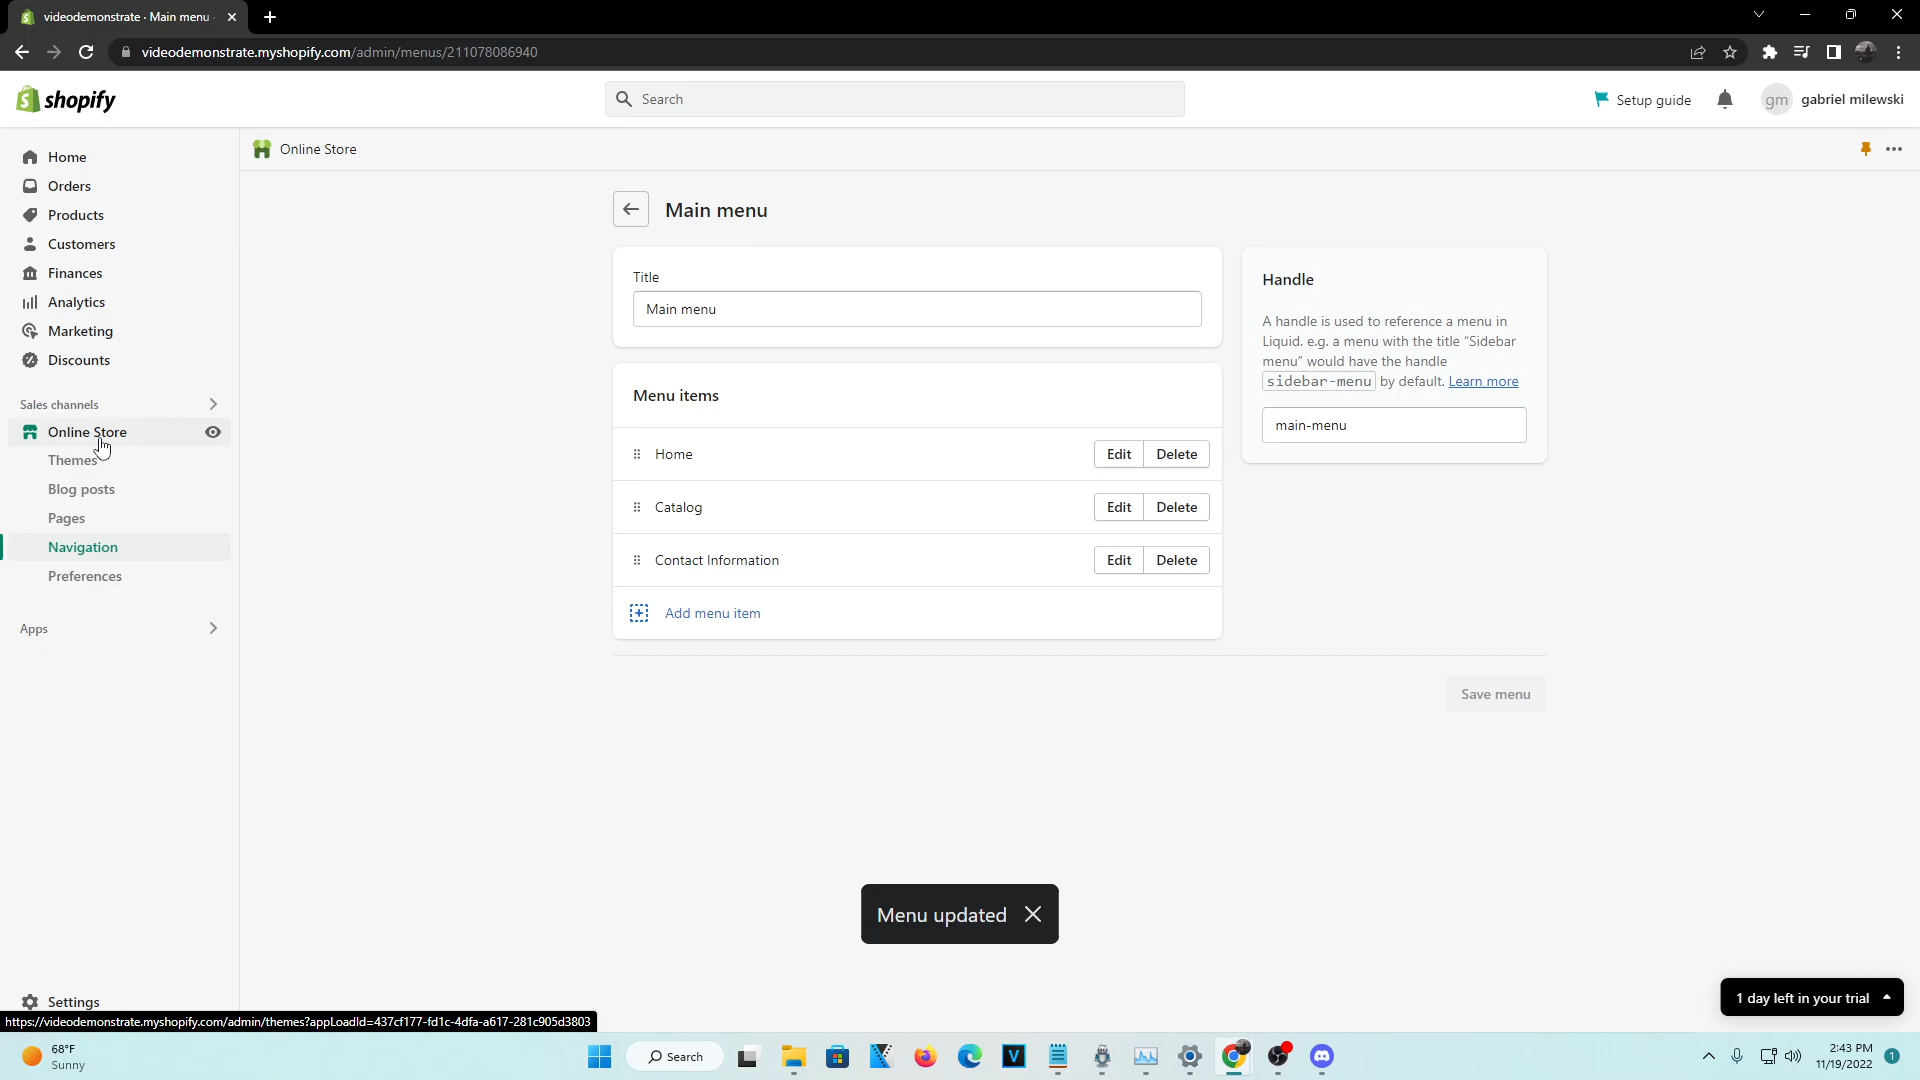 videodemonstrate · Main menu ·
videodemonstrate.myshopify.com/admin/menus/211078086940
shopify
Search
Setup guide
gm
gabriel milewski
Home
Orders
Products
Customers
Finances
Analytics
Marketing
Discounts
Sales channels
Online Store
Themes
Blog posts
Pages
Navigation
Preferences
Apps
Settings
Online Store
Main menu
Title
Main menu
Menu items
Home
Edit
Delete
Catalog
Edit
Delete
Contact Information
Edit
Delete
Add menu item
Handle
A handle is used to reference a menu in
Liquid. e.g. a menu with the title “Sidebar
menu” would have the handle
sidebar-menu by default. Learn more
main-menu
Save menu
Menu updated
1 day left in your trial
https://videodemonstrate.myshopify.com/admin/themes?appLoadId=437cf177-fd1c-4dfa-a617-281c905d3803
68°F
Sunny
Search
V
2:43 PM
11/19/2022
1